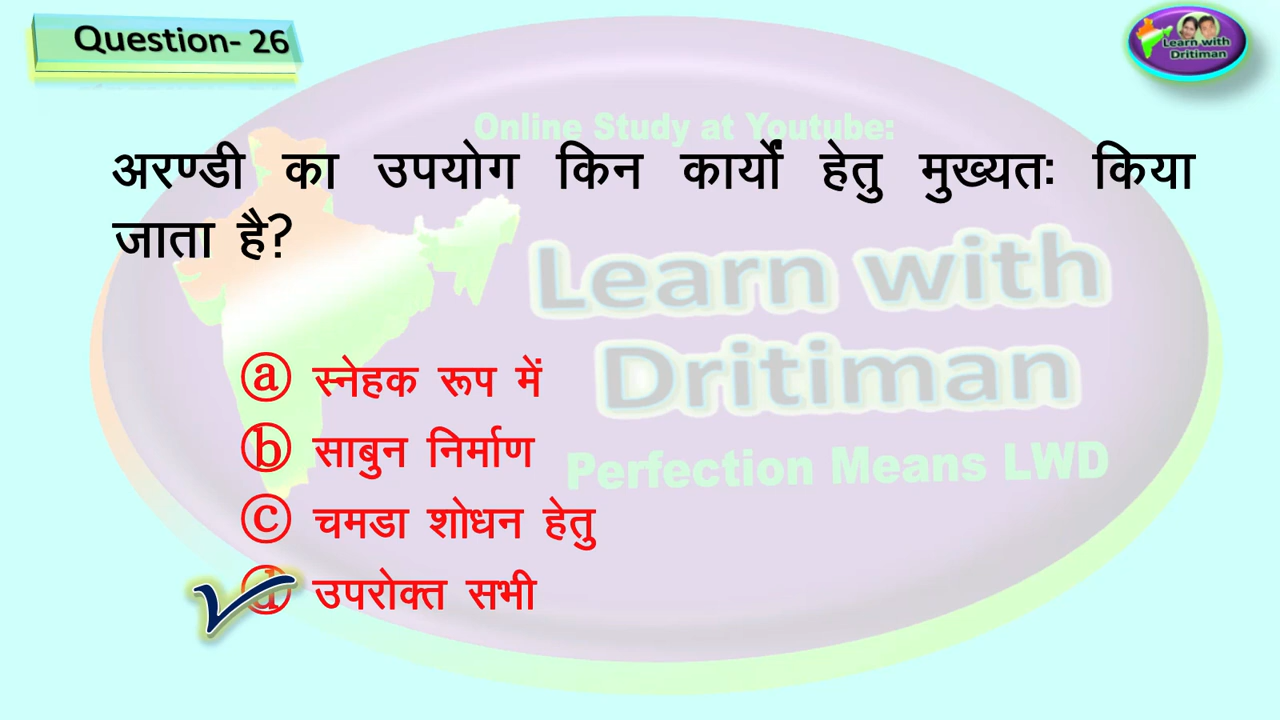 Question- 26
Learn with
Dritiman
Online Study at Youtube:
अरण्डी का उपयोग किन कार्यों हेतु मुख्यतः किया
जाता है?
Learn with
Dritiman
Perfection Means LWD
ⓐ स्नेहक रूप में
ⓑ साबुन निर्माण
ⓒ चमडा शोधन हेतु
ⓓ उपरोक्त सभी